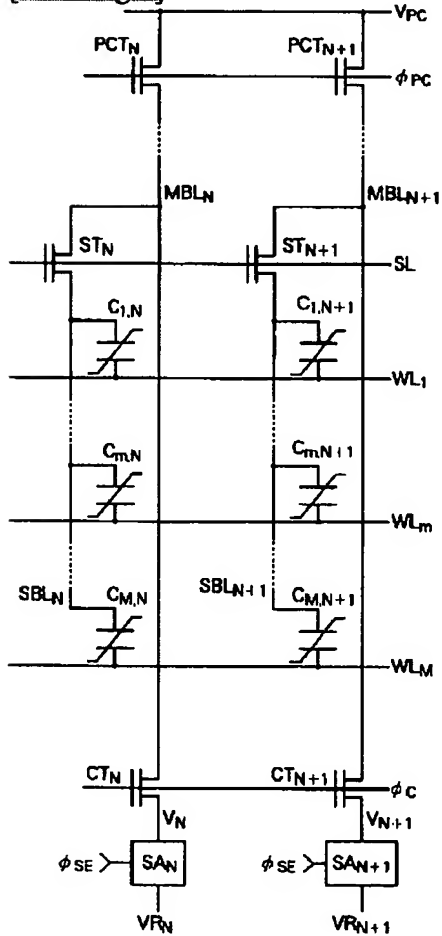 VPC
PCTN PCTN+1
ϕPC
MBLN MBLN+1
STN STN+1 SL
C1,N C1,N+1
WL1
Cm,N Cm,N+1
WLm
SBLN CM,N SBLN+1 CM,N+1
WLM
CTN CTN+1 ϕC
VN VN+1
ϕSE SAN ϕSE SAN+1
VRN VRN+1